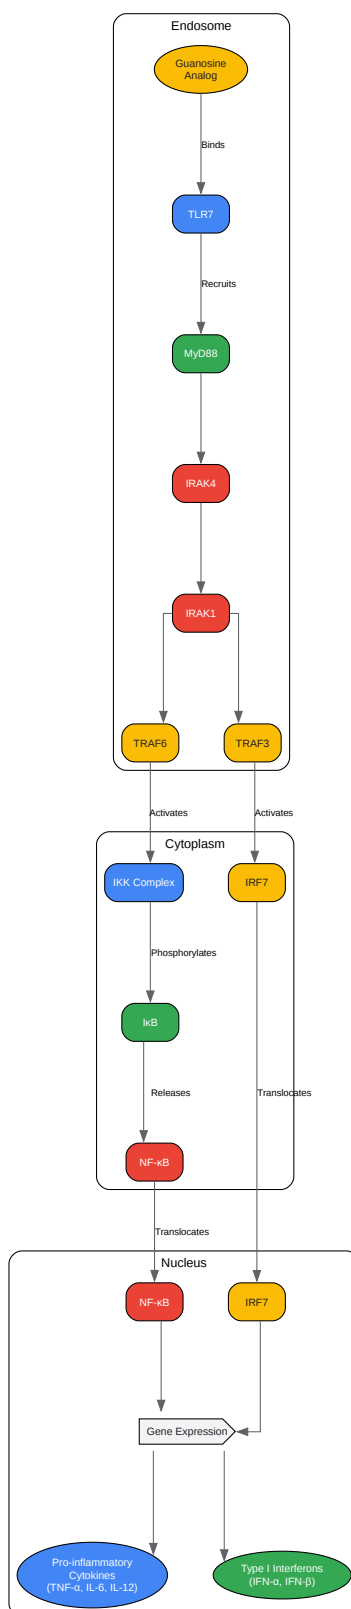 Endosome
Guanosine
Analog
Binds
TLR7
Recruits
MyD88
IRAK4
IRAK1
TRAF6
TRAF3
Activates
Activates
Cytoplasm
IKK Complex
IRF7
Phosphorylates
IκB
Releases
Translocates
NF-κB
Translocates
Nucleus
NF-κB
IRF7
Gene Expression
Pro-inflammatory
Cytokines
(TNF-α, IL-6, IL-12)
Type I Interferons
(IFN-α, IFN-β)